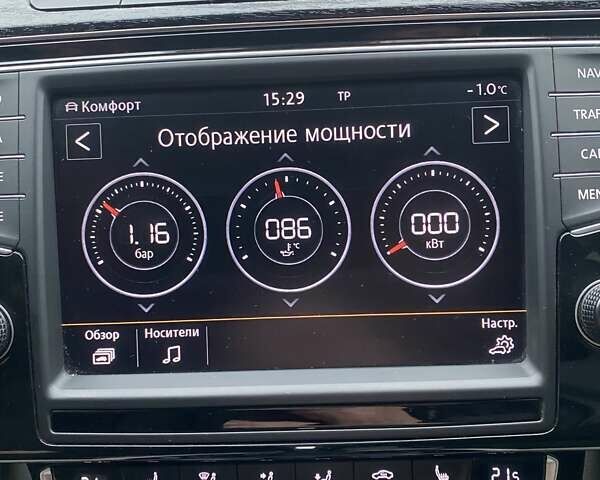 Комфорт 15:29 TP -1.0°C
NAV
Отображение мощности
TRAF
CA
MEN
1.16 086 000
бар °C кВт
Обзор Носители Настр.
21.5